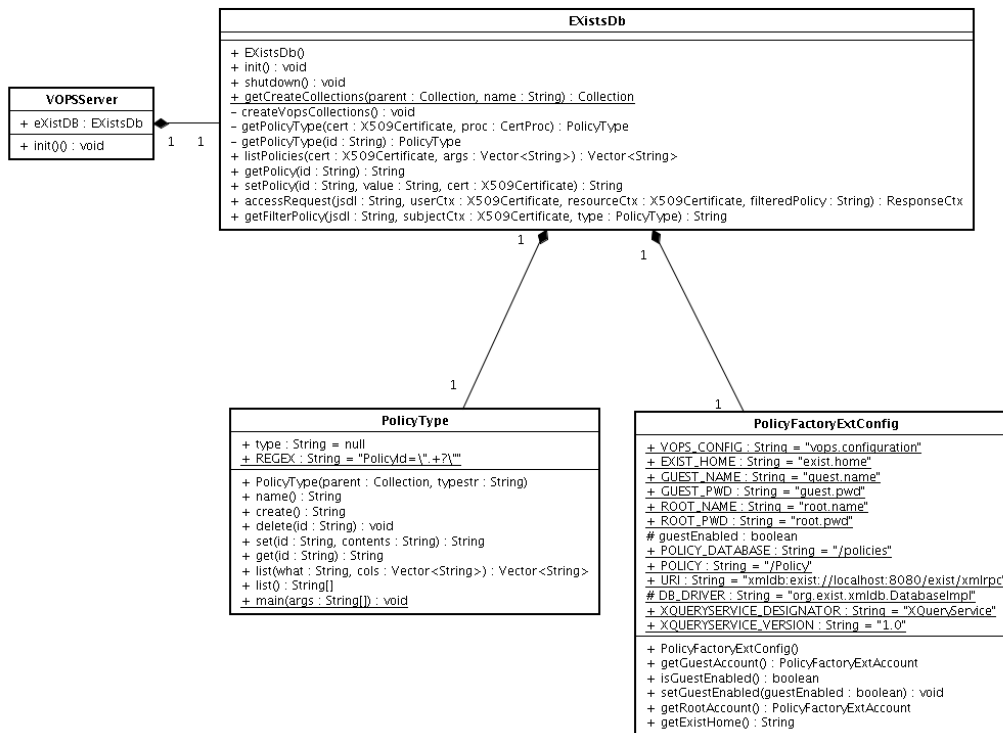 EXistsDb
+ EXistsDb()
+ init() : void
+ shutdown() : void
+ getCreateCollections(parent : Collection, name : String) : Collection
- createVopsCollections() : void
- getPolicyType(cert : X509Certificate, proc : CertProc) : PolicyType
- getPolicyType(id : String) : PolicyType
+ listPolicies(cert : X509Certificate, args : Vector<String>) : Vector<String>
+ getPolicy(id : String) : String
+ setPolicy(id : String, value : String, cert : X509Certificate) : String
+ accessRequest(jsdl : String, userCtx : X509Certificate, resourceCtx : X509Certificate, filteredPolicy : String) : ResponseCtx
+ getFilterPolicy(jsdl : String, subjectCtx : X509Certificate, type : PolicyType) : String
VOPSServer
+ eXistDB : EXistsDb
+ init()() : void
1 1
1
1
1
1
PolicyType
+ type : String = null
+ REGEX : String = "PolicyId=\".+?\""
+ PolicyType(parent : Collection, typestr : String)
+ name() : String
+ create() : String
+ delete(id : String) : void
+ set(id : String, contents : String) : String
+ get(id : String) : String
+ list(what : String, cols : Vector<String>) : Vector<String>
+ list() : String[]
+ main(args : String[]) : void
PolicyFactoryExtConfig
+ VOPS_CONFIG : String = "vops.configuration"
+ EXIST_HOME : String = "exist.home"
+ GUEST_NAME : String = "guest.name"
+ GUEST_PWD : String = "guest.pwd"
+ ROOT_NAME : String = "root.name"
+ ROOT_PWD : String = "root.pwd"
# guestEnabled : boolean
+ POLICY_DATABASE : String = "/policies"
+ POLICY : String = "/Policy"
+ URI : String = "xmldb:exist://localhost:8080/exist/xmlrpc"
# DB_DRIVER : String = "org.exist.xmldb.DatabaseImpl"
+ XQUERYSERVICE_DESIGNATOR : String = "XQueryService"
+ XQUERYSERVICE_VERSION : String = "1.0"
+ PolicyFactoryExtConfig()
+ getGuestAccount() : PolicyFactoryExtAccount
+ isGuestEnabled() : boolean
+ setGuestEnabled(guestEnabled : boolean) : void
+ getRootAccount() : PolicyFactoryExtAccount
+ getExistHome() : String